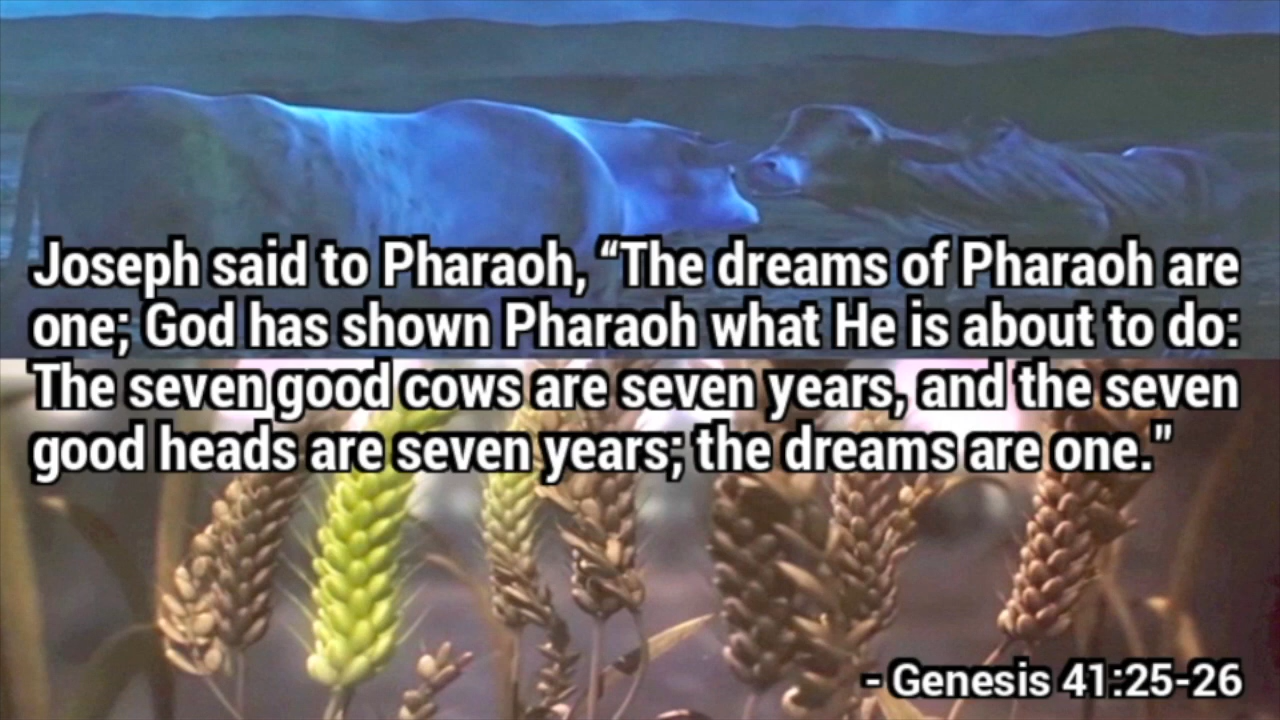 Joseph said to Pharaoh, “The dreams of Pharaoh are
one; God has shown Pharaoh what He is about to do:
The seven good cows are seven years, and the seven
good heads are seven years; the dreams are one.”
- Genesis 41:25-26